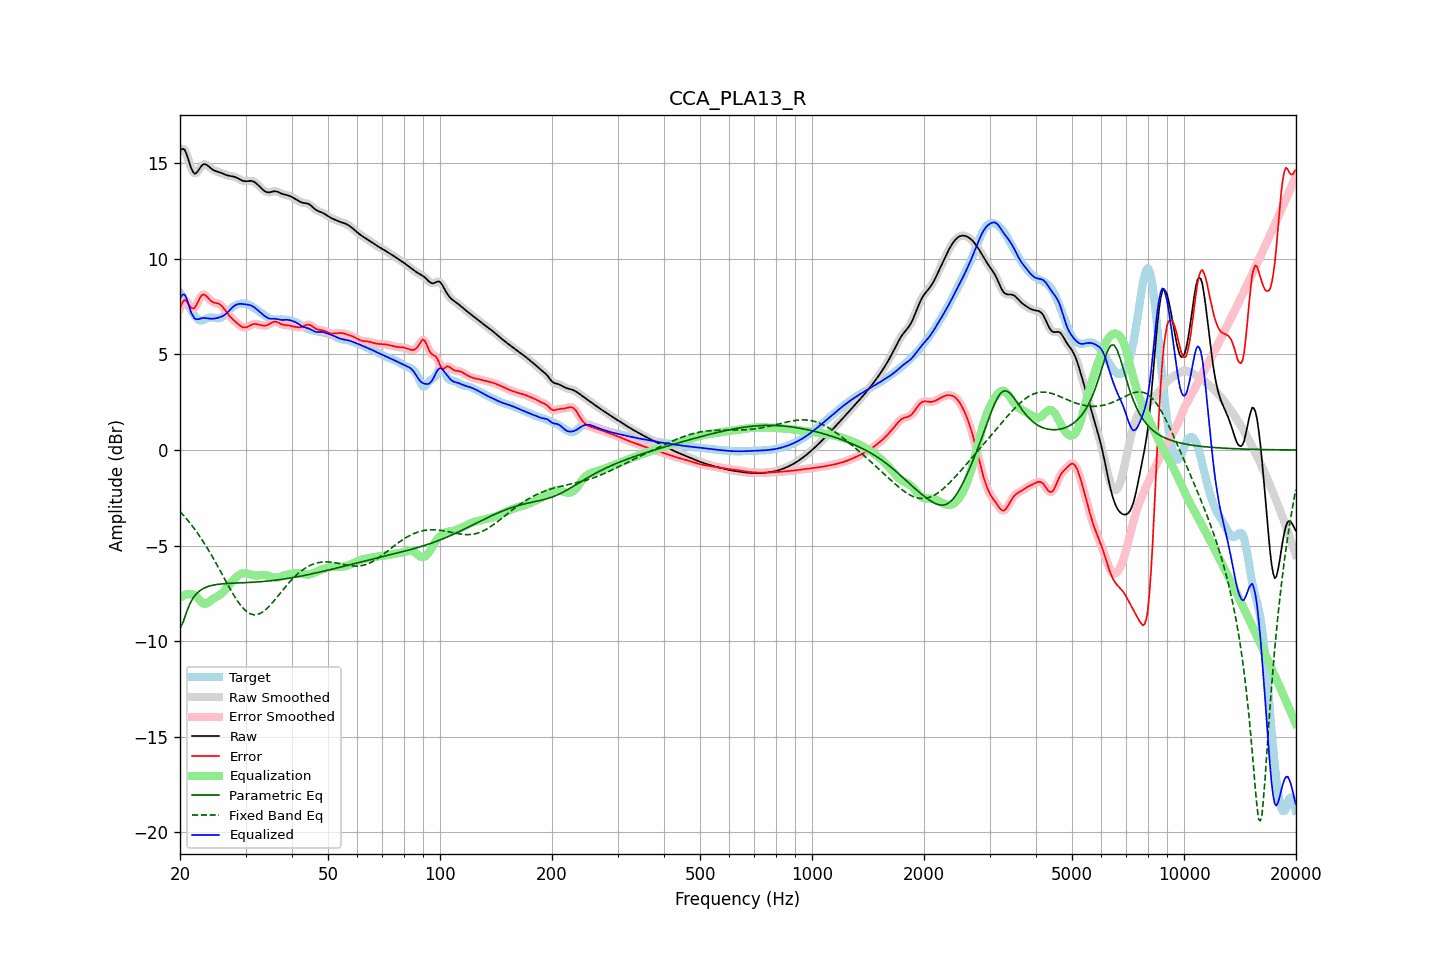 CCA_PLA13_R
Amplitude (dBr)
15
10
5
0
−5
−10
−15
−20
Target
Raw Smoothed
Error Smoothed
Raw
Error
Equalization
Parametric Eq
Fixed Band Eq
Equalized
20 50 100 200 500 1000 2000 5000 10000 20000
Frequency (Hz)